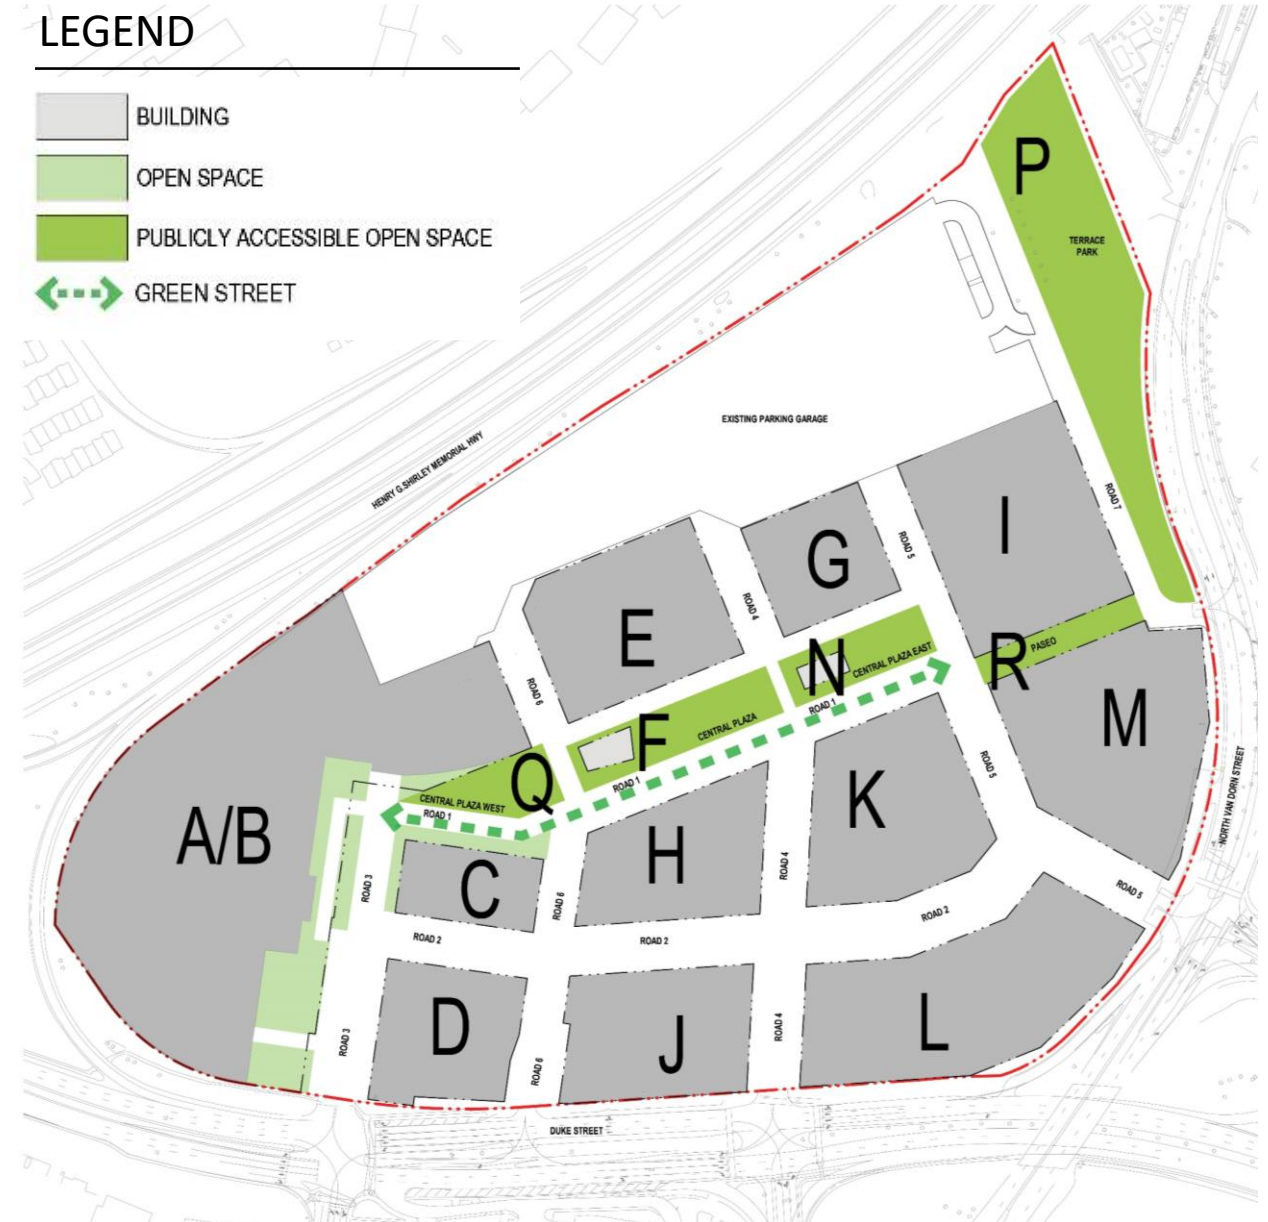 LEGEND
BUILDING
OPEN SPACE
PUBLICLY ACCESSIBLE OPEN SPACE
GREEN STREET
P
TERRACE
PARK
EXISTING PARKING GARAGE
HENRY G.SHIRLEY MEMORIAL HWY
ROAD 7
I
G
ROAD 5
ROAD 4
E
N
CENTRAL PLAZA EAST
R
PASEO
ROAD 6
ROAD 1
M
F
CENTRAL PLAZA
Q
ROAD 1
CENTRAL PLAZA WEST
ROAD 1
K
ROAD 5
NORTH VAN DORN STREET
A/B
H
C
ROAD 3
ROAD 6
ROAD 4
ROAD 5
ROAD 2
ROAD 2
ROAD 2
D
J
L
ROAD 3
ROAD 6
ROAD 4
DUKE STREET